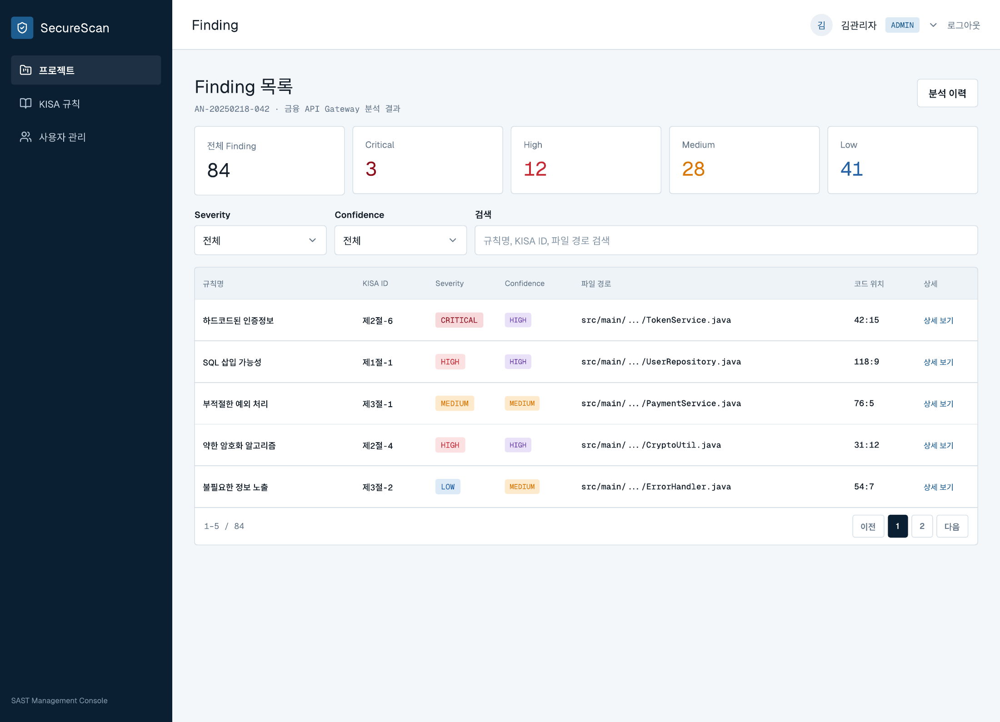 SecureScan
프로젝트
KISA 규칙
사용자 관리
SAST Management Console
Finding
김 김관리자 ADMIN 로그아웃
Finding 목록
AN-20250218-042 · 금융 API Gateway 분석 결과
분석 이력
전체 Finding
84
Critical
3
High
12
Medium
28
Low
41
Severity
전체
Confidence
전체
검색
규칙명, KISA ID, 파일 경로 검색
규칙명 KISA ID Severity Confidence 파일 경로 코드 위치 상세
하드코드된 인증정보 제2절-6 CRITICAL HIGH src/main/.../TokenService.java 42:15 상세 보기
SQL 삽입 가능성 제1절-1 HIGH HIGH src/main/.../UserRepository.java 118:9 상세 보기
부적절한 예외 처리 제3절-1 MEDIUM MEDIUM src/main/.../PaymentService.java 76:5 상세 보기
약한 암호화 알고리즘 제2절-4 HIGH HIGH src/main/.../CryptoUtil.java 31:12 상세 보기
불필요한 정보 노출 제3절-2 LOW MEDIUM src/main/.../ErrorHandler.java 54:7 상세 보기
1-5 / 84
이전 1 2 다음